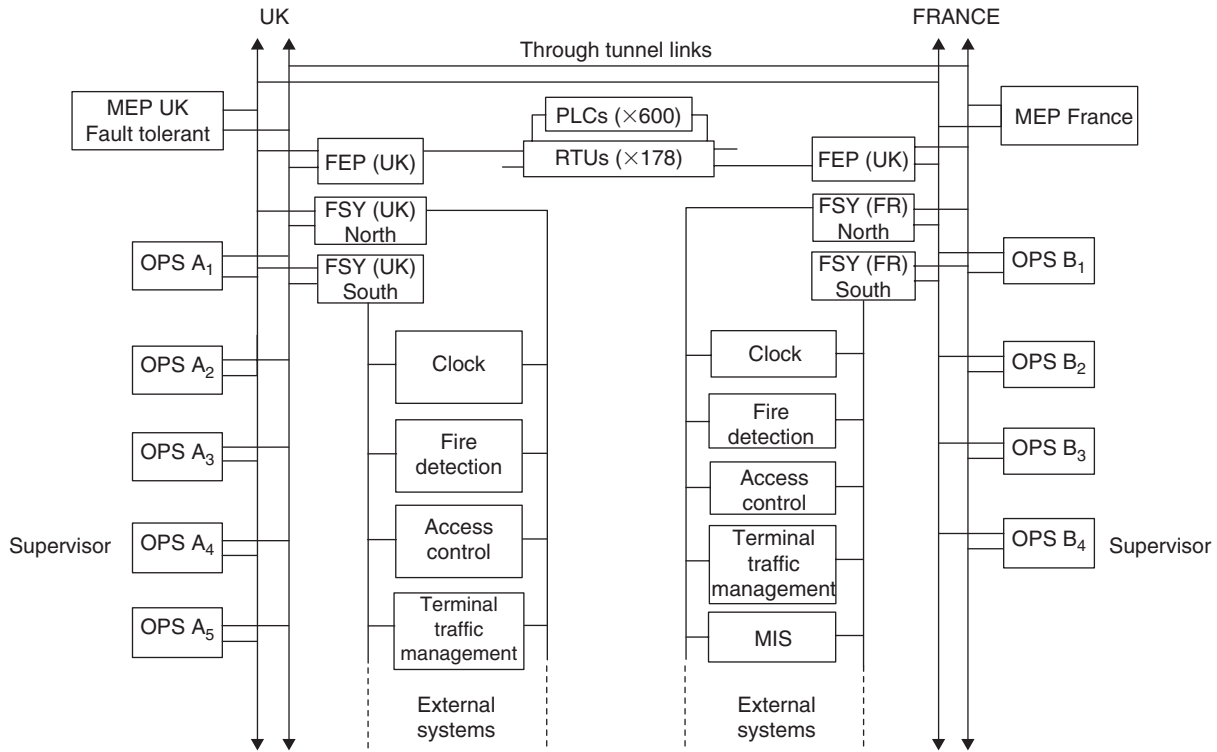 UK
FRANCE
Through tunnel links
MEP UK
Fault tolerant
PLCs (×600)
MEP France
FEP (UK)
RTUs (×178)
FEP (UK)
FSY (UK)
North
FSY (FR)
North
OPS A1
FSY (UK)
South
FSY (FR)
South
OPS B1
OPS A2
Clock
Clock
OPS B2
OPS A3
Fire
detection
Fire
detection
OPS B3
Access
control
Supervisor
OPS A4
Access
control
Terminal
traffic
management
OPS B4
Supervisor
OPS A5
Terminal
traffic
management
MIS
External
systems
External
systems